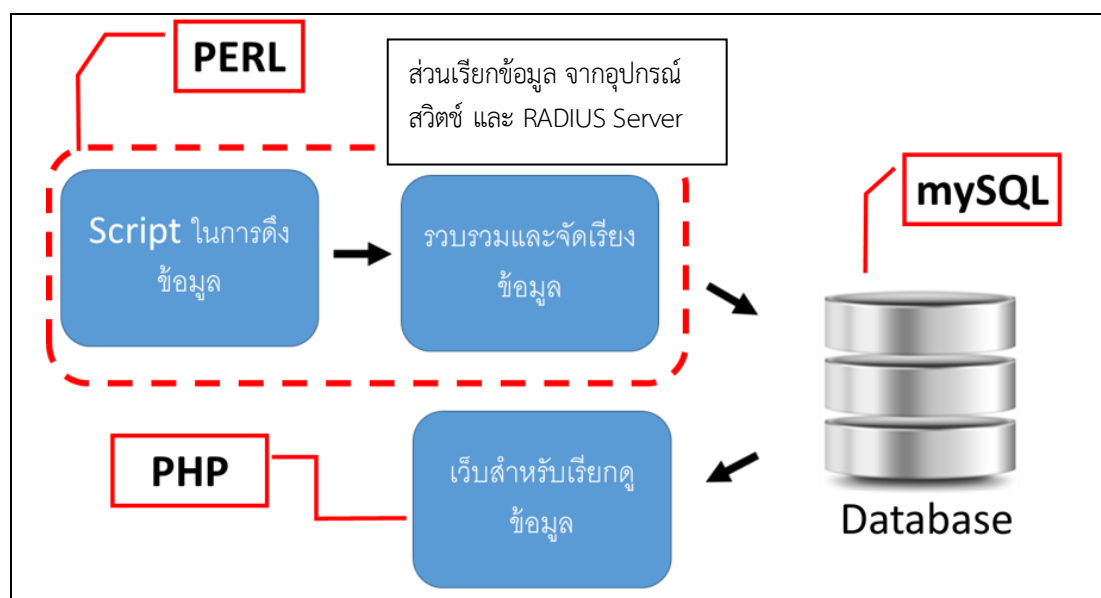 PERL
ส่วนเรียกข้อมูล จากอุปกรณ์
สวิตช์ และ RADIUS Server
mySQL
Script ในการดึง
ข้อมูล
รวบรวมและจัดเรียง
ข้อมูล
PHP
เว็บสำหรับเรียกดู
ข้อมูล
Database